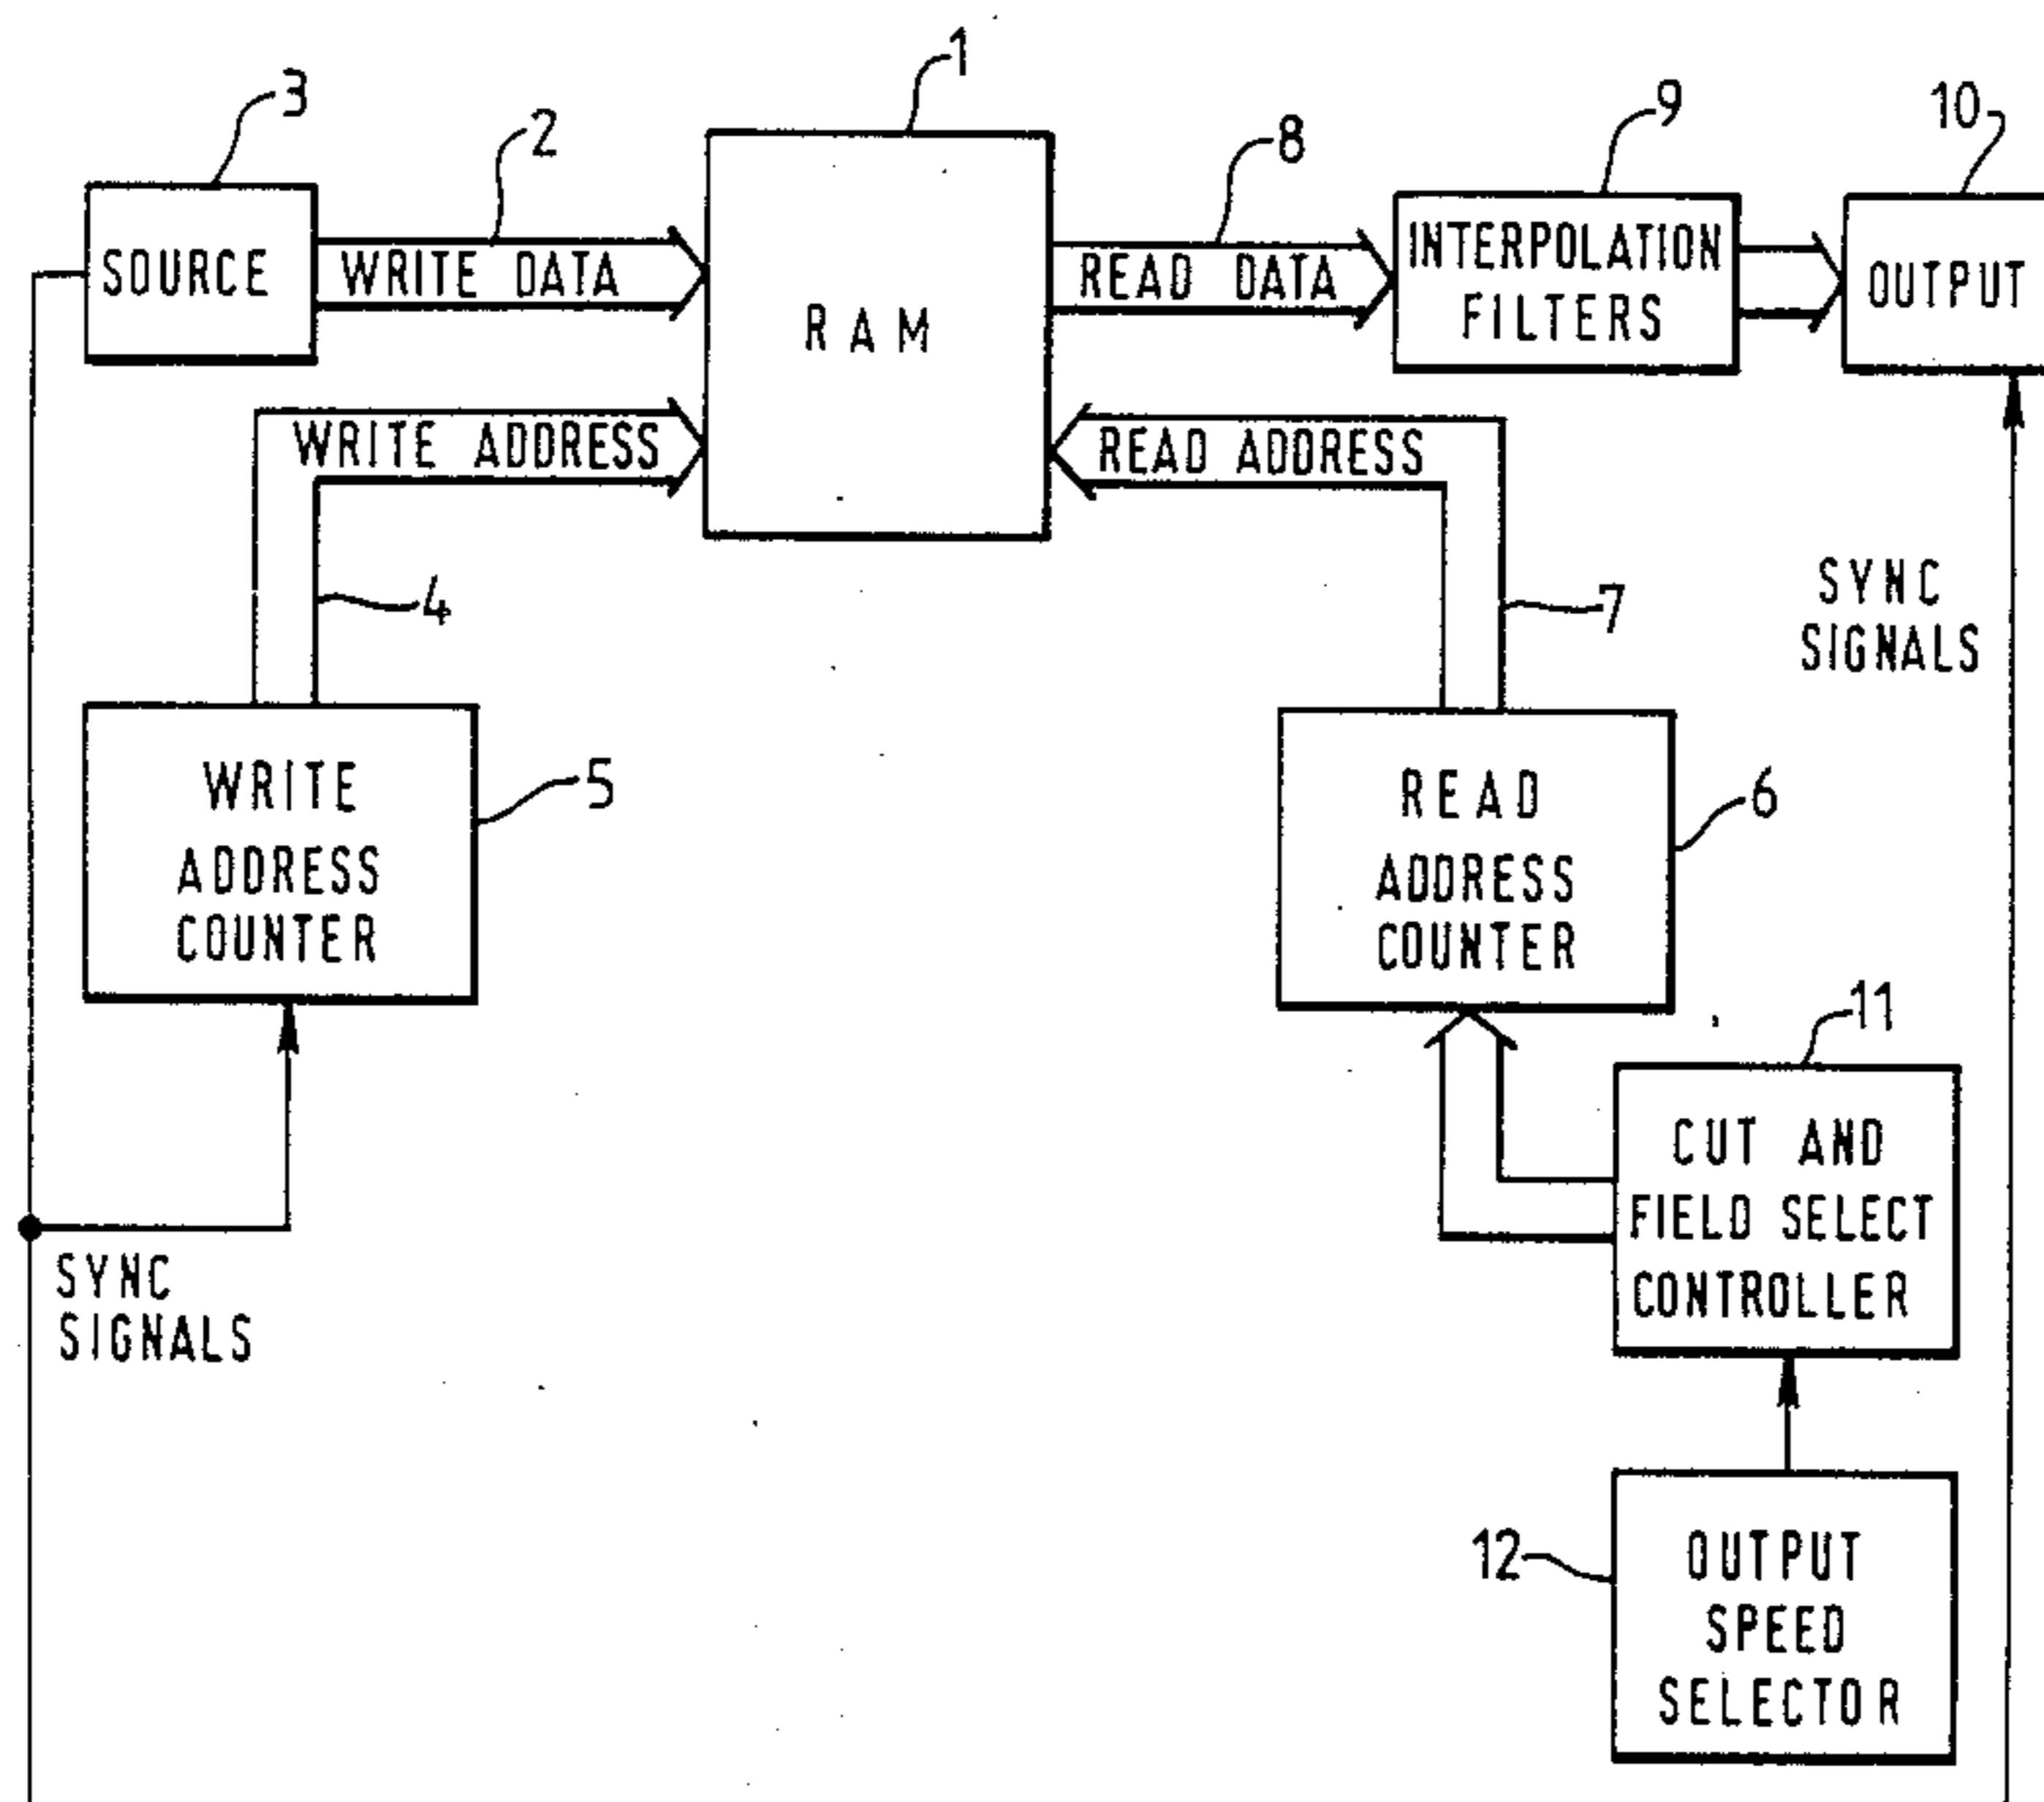 1
3
2
8
9
10
SOURCE
WRITE DATA
RAM
READ DATA
INTERPOLATION
FILTERS
OUTPUT
WRITE ADDRESS
READ ADDRESS
4
7
SYNC
SIGNALS
WRITE
ADDRESS
COUNTER
5
READ
ADDRESS
COUNTER
6
11
CUT AND
FIELD SELECT
CONTROLLER
SYNC
SIGNALS
12
OUTPUT
SPEED
SELECTOR